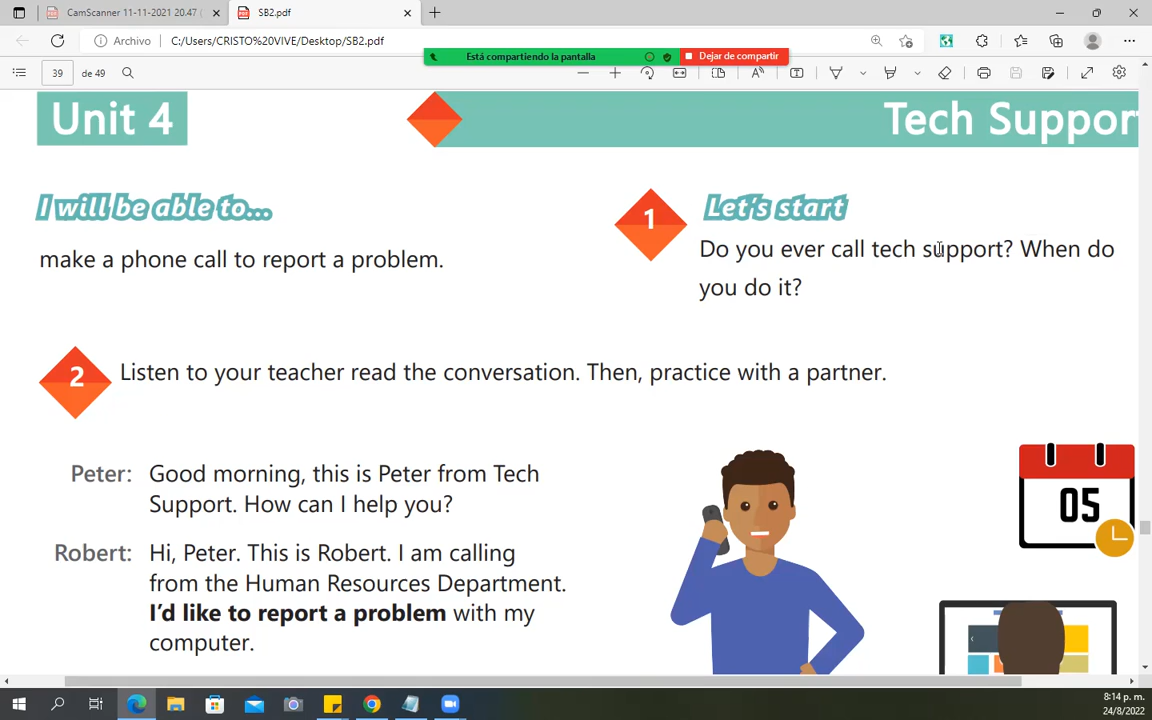 CamScanner 11-11-2021 20.47
SB2.pdf
Archivo
C:/Users/CRISTO%20VIVE/Desktop/SB2.pdf
Está compartiendo la pantalla
Dejar de compartir
39
de 49
Unit 4
Tech Suppor
I will be able to...
make a phone call to report a problem.
1
Let's start
Do you ever call tech support? When do
you do it?
2
Listen to your teacher read the conversation. Then, practice with a partner.
Peter: Good morning, this is Peter from Tech
Support. How can I help you?
Robert: Hi, Peter. This is Robert. I am calling
from the Human Resources Department.
I'd like to report a problem with my
computer.
05
8:14 p. m.
24/8/2022